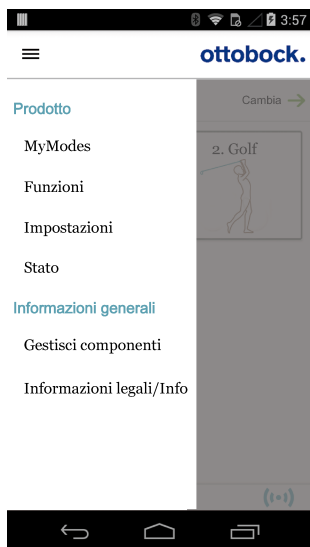 3:57
ottobock.
Prodotto
Cambia
MyModes
2. Golf
Funzioni
Impostazioni
Stato
Informazioni generali
Gestisci componenti
Informazioni legali/Info